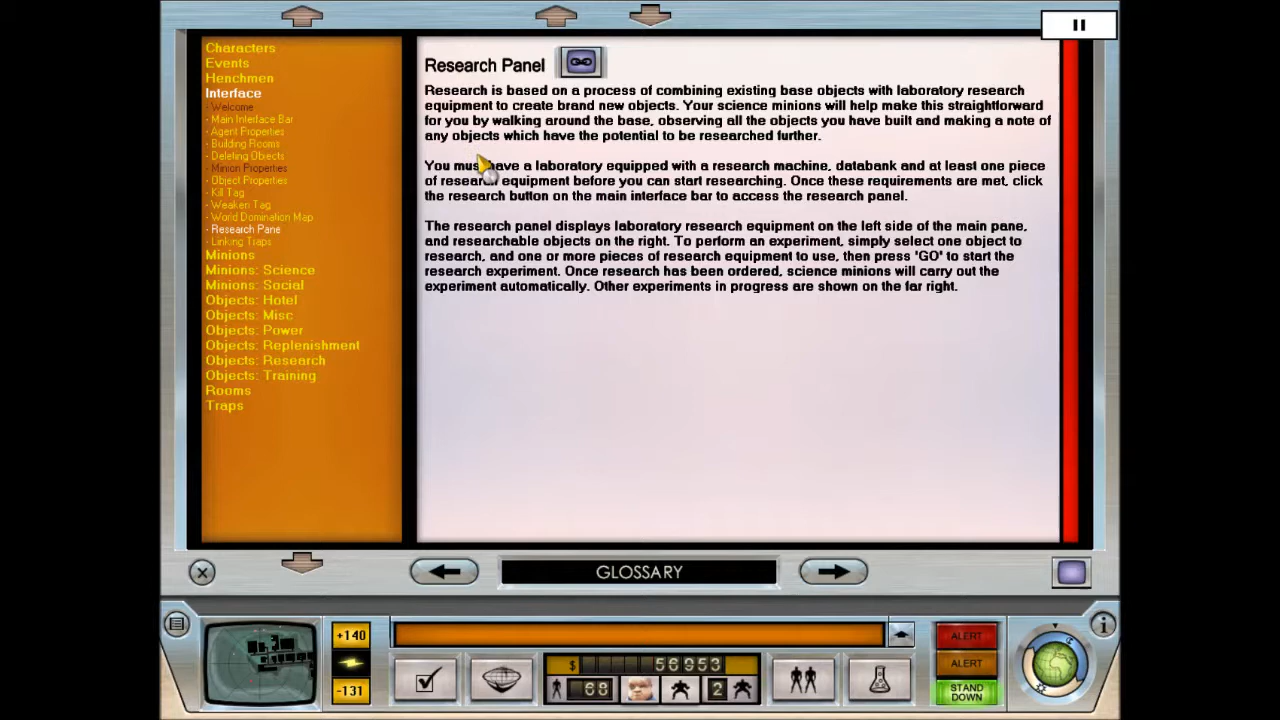 Characters
Events
Henchmen
Interface
· Welcome
· Main Interface Bar
· Agent Properties
· Building Rooms
· Deleting Objects
· Minion Properties
· Object Properties
· Kill Tag
· Weaken Tag
· World Domination Map
· Research Pane
· Linking Traps
Minions
Minions: Science
Minions: Social
Objects: Hotel
Objects: Misc
Objects: Power
Objects: Replenishment
Objects: Research
Objects: Training
Rooms
Traps
Research Panel
Research is based on a process of combining existing base objects with laboratory research
equipment to create brand new objects. Your science minions will help make this straightforward
for you by walking around the base, observing all the objects you have built and making a note of
any objects which have the potential to be researched further.
You must have a laboratory equipped with a research machine, databank and at least one piece
of research equipment before you can start researching. Once these requirements are met, click
the research button on the main interface bar to access the research panel.
The research panel displays laboratory research equipment on the left side of the main pane,
and researchable objects on the right. To perform an experiment, simply select one object to
research, and one or more pieces of research equipment to use, then press 'GO' to start the
research experiment. Once research has been ordered, science minions will carry out the
experiment automatically. Other experiments in progress are shown on the far right.
GLOSSARY
+140
-131
$ 56953
68
2
ALERT
ALERT
STAND
DOWN
i